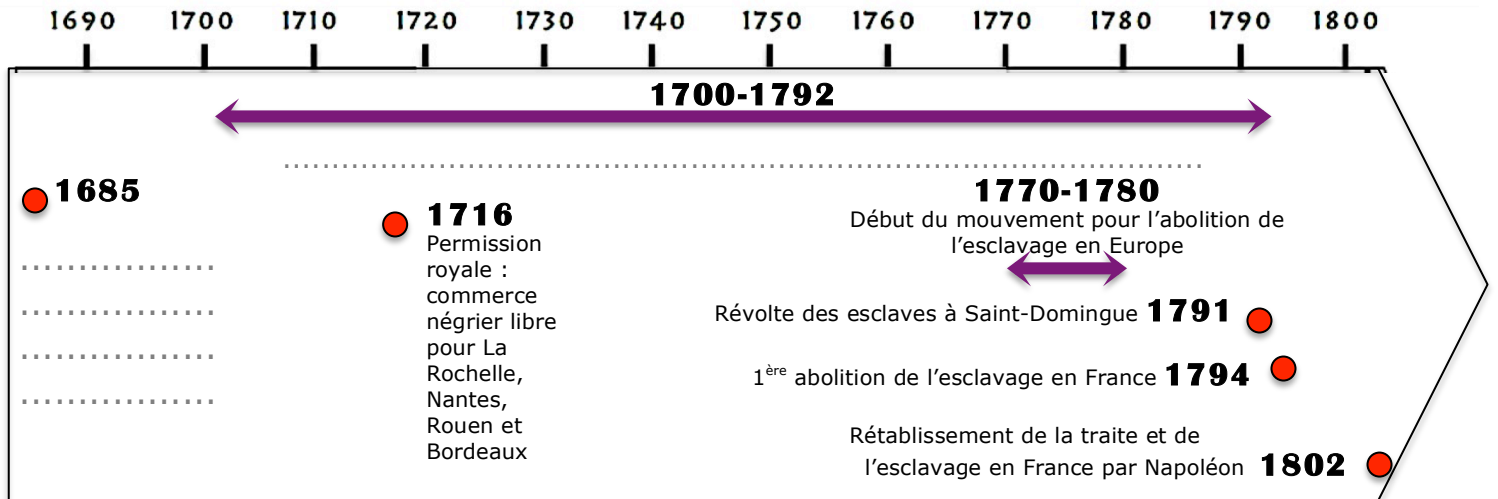 1690 1700 1710 1720 1730 1740 1750 1760 1770 1780 1790 1800
1700-1792
................................................................
1685
....................
....................
....................
....................
1716
Permission
royale :
commerce
négrier libre
pour La
Rochelle,
Nantes,
Rouen et
Bordeaux
1770-1780
Début du mouvement pour l’abolition de
l’esclavage en Europe
Révolte des esclaves à Saint-Domingue 1791
1ère abolition de l’esclavage en France 1794
Rétablissement de la traite et de
l’esclavage en France par Napoléon 1802